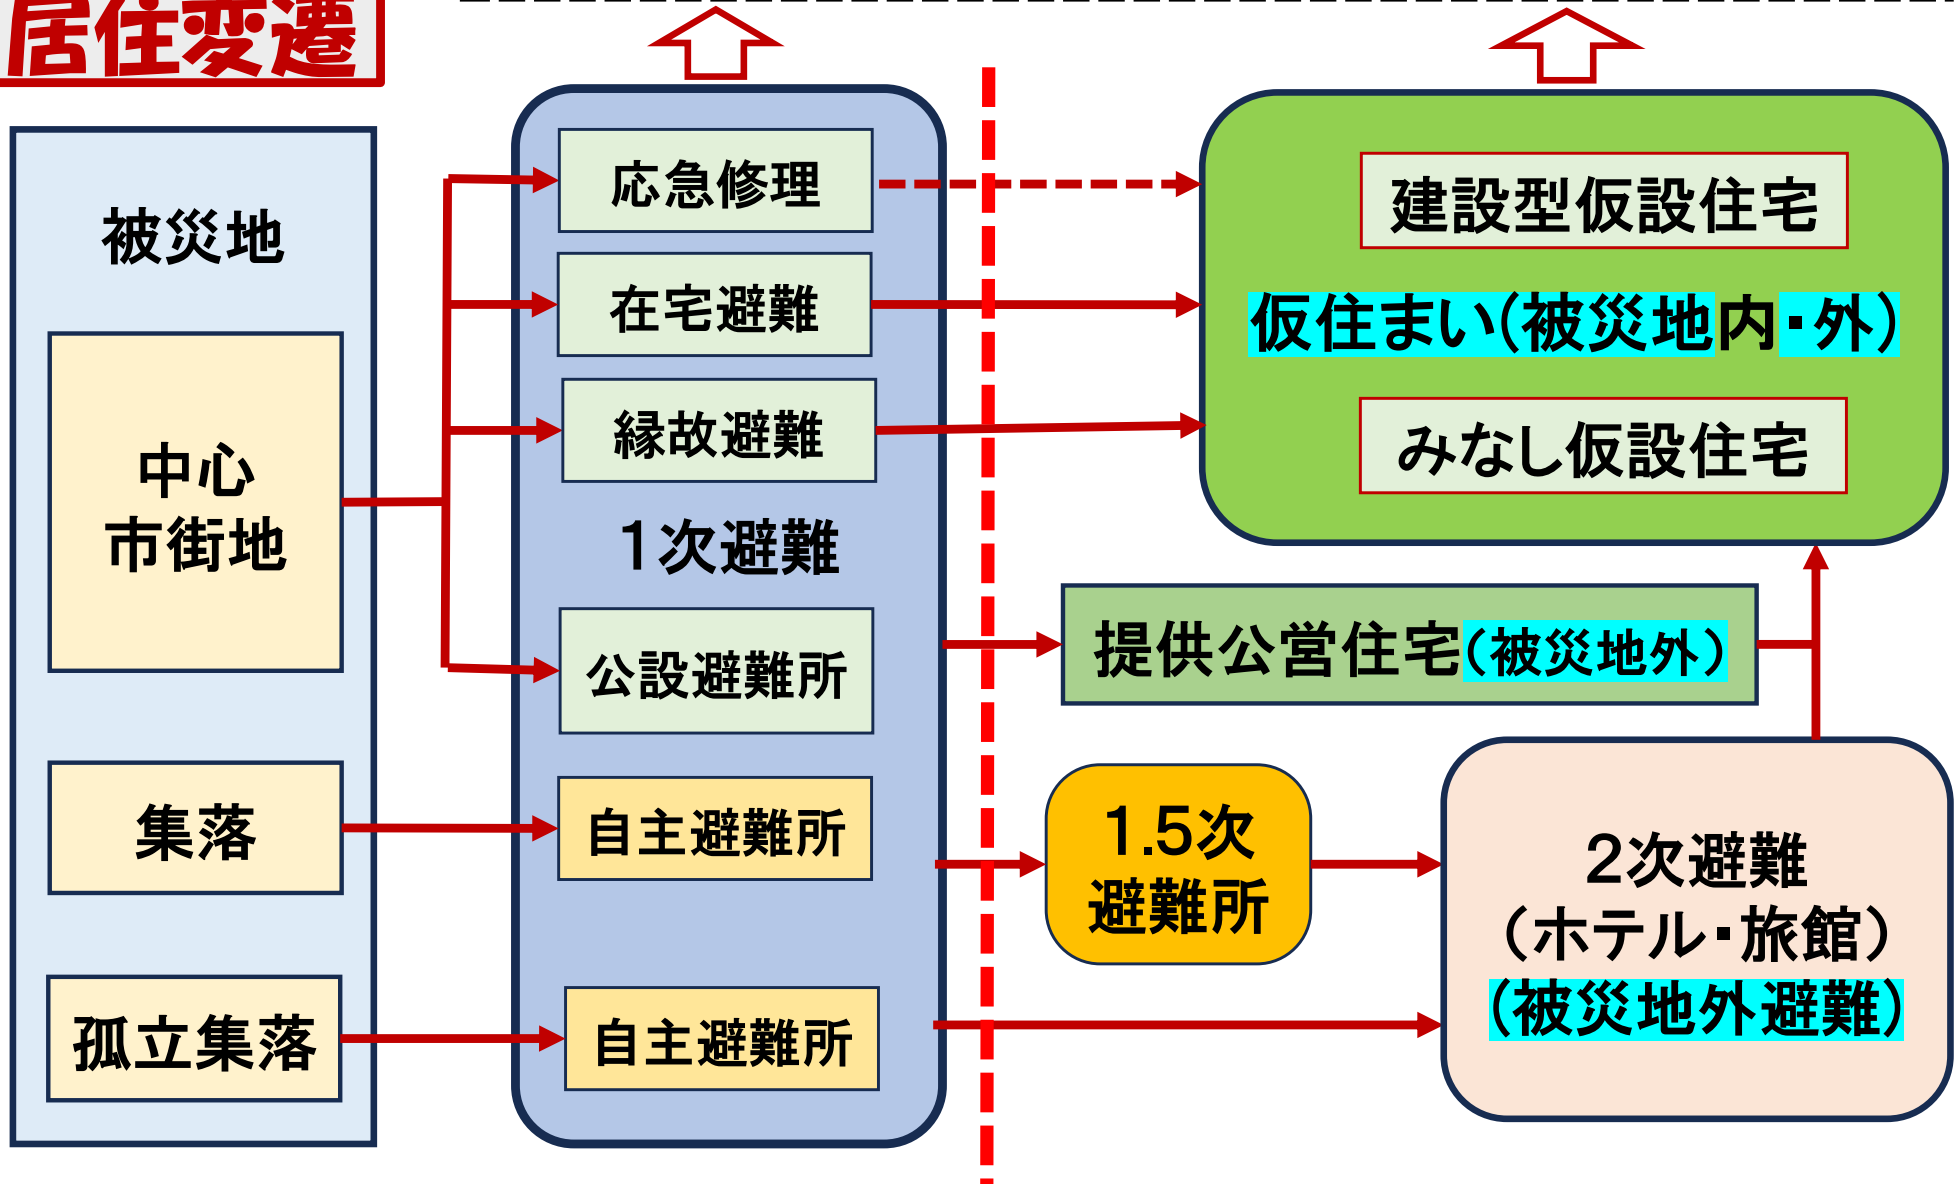 居住変遷
被災地
中心
市街地
集落
孤立集落
応急修理
在宅避難
縁故避難
1次避難
公設避難所
自主避難所
自主避難所
建設型仮設住宅
仮住まい(被災地内・外)
みなし仮設住宅
提供公営住宅(被災地外)
1.5次
避難所
2次避難
(ホテル・旅館)
(被災地外避難)